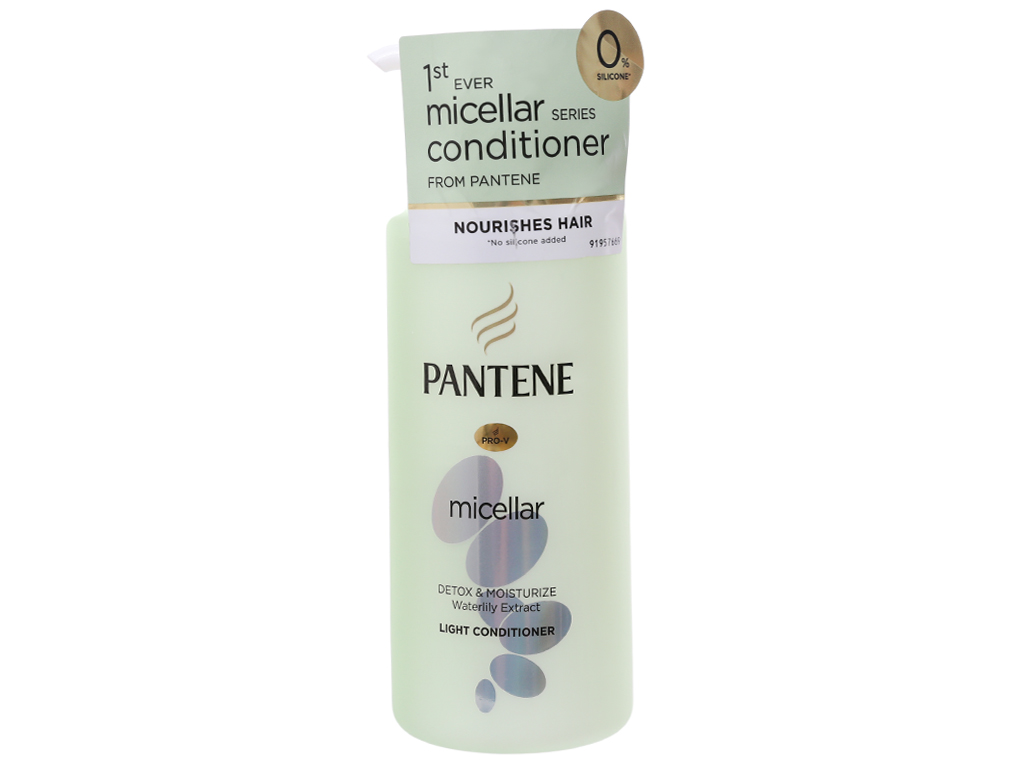 0%
SILICONE*
1st EVER
micellar SERIES
conditioner
FROM PANTENE
NOURISHES HAIR
*No silicone added
91957669
PANTENE
PRO-V
micellar
DETOX & MOISTURIZE
Waterlily Extract
LIGHT CONDITIONER